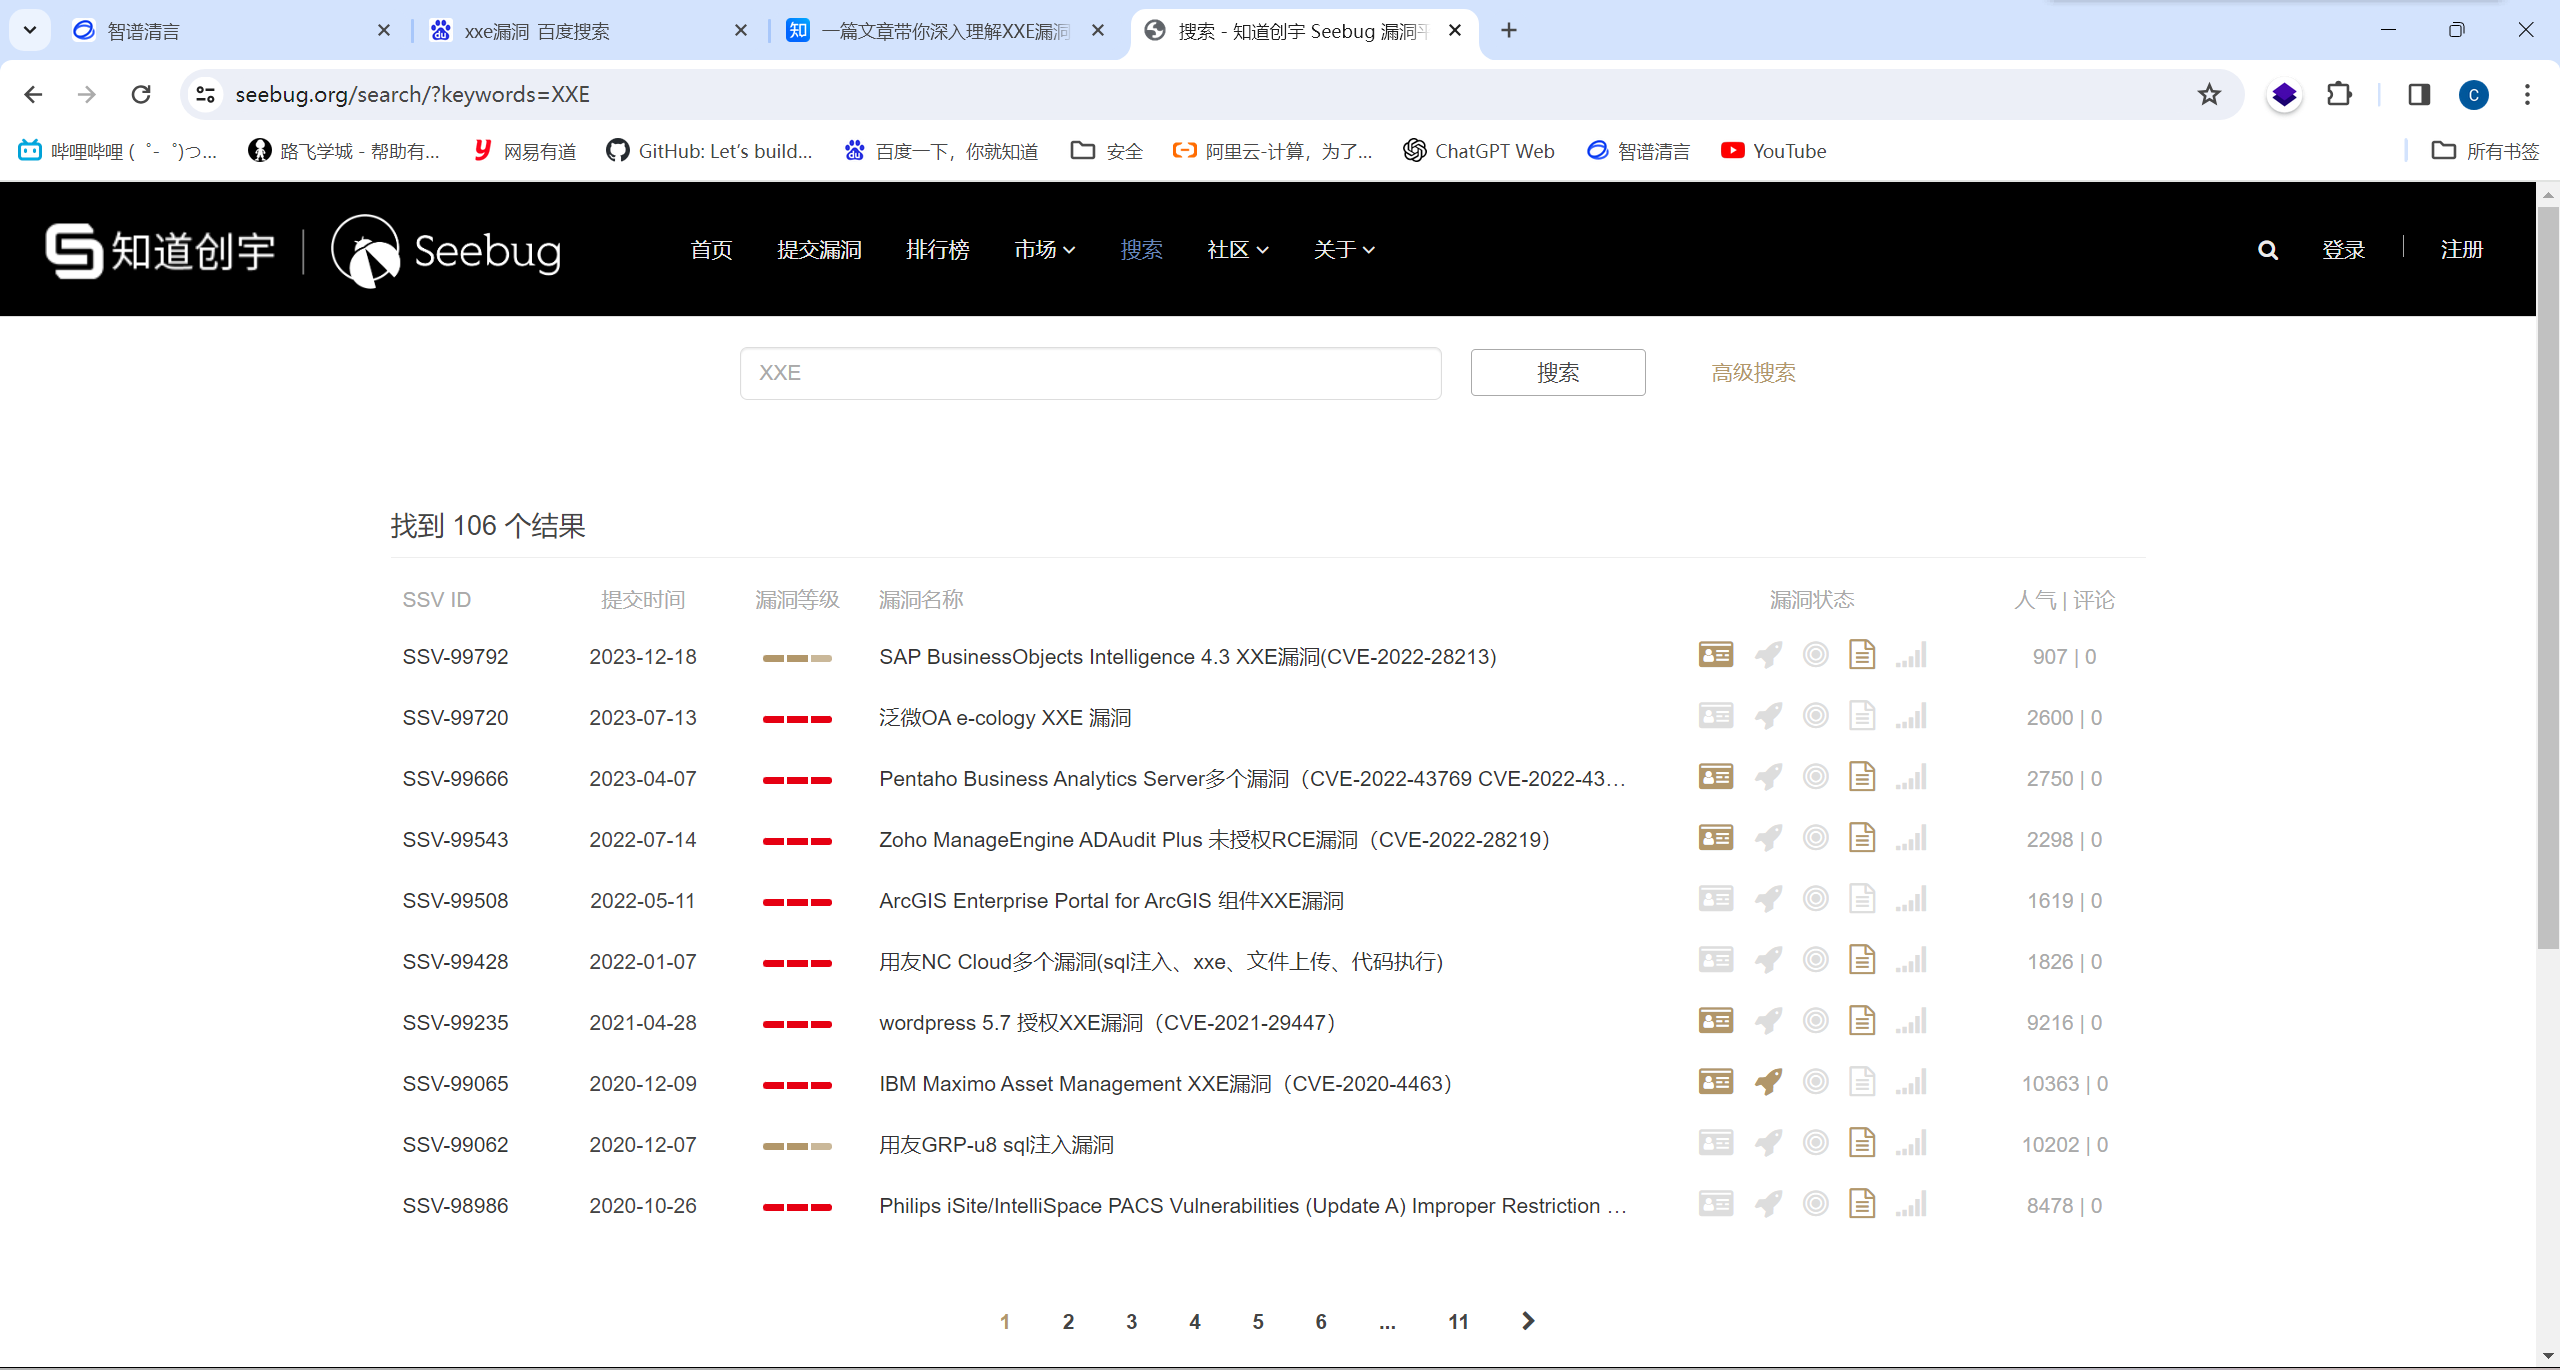 智谱清言
xxe漏洞_百度搜索
一篇文章带你深入理解XXE漏洞
搜索 - 知道创宇 Seebug 漏洞平
seebug.org/search/?keywords=XXE
C
哔哩哔哩 ( ゜- ゜)つ...
路飞学城 - 帮助有...
网易有道
GitHub: Let's build...
百度一下，你就知道
安全
阿里云-计算，为了...
ChatGPT Web
智谱清言
YouTube
所有书签
知道创宇 | Seebug
首页 提交漏洞 排行榜 市场 搜索 社区 关于
登录 | 注册
XXE 搜索 高级搜索
找到 106 个结果
SSV ID 提交时间 漏洞等级 漏洞名称 漏洞状态 人气 | 评论
SSV-99792 2023-12-18 SAP BusinessObjects Intelligence 4.3 XXE漏洞(CVE-2022-28213) 907 | 0
SSV-99720 2023-07-13 泛微OA e-cology XXE 漏洞 2600 | 0
SSV-99666 2023-04-07 Pentaho Business Analytics Server多个漏洞（CVE-2022-43769 CVE-2022-43... 2750 | 0
SSV-99543 2022-07-14 Zoho ManageEngine ADAudit Plus 未授权RCE漏洞（CVE-2022-28219） 2298 | 0
SSV-99508 2022-05-11 ArcGIS Enterprise Portal for ArcGIS 组件XXE漏洞 1619 | 0
SSV-99428 2022-01-07 用友NC Cloud多个漏洞(sql注入、xxe、文件上传、代码执行) 1826 | 0
SSV-99235 2021-04-28 wordpress 5.7 授权XXE漏洞（CVE-2021-29447） 9216 | 0
SSV-99065 2020-12-09 IBM Maximo Asset Management XXE漏洞（CVE-2020-4463） 10363 | 0
SSV-99062 2020-12-07 用友GRP-u8 sql注入漏洞 10202 | 0
SSV-98986 2020-10-26 Philips iSite/IntelliSpace PACS Vulnerabilities (Update A) Improper Restriction ... 8478 | 0
1 2 3 4 5 6 ... 11